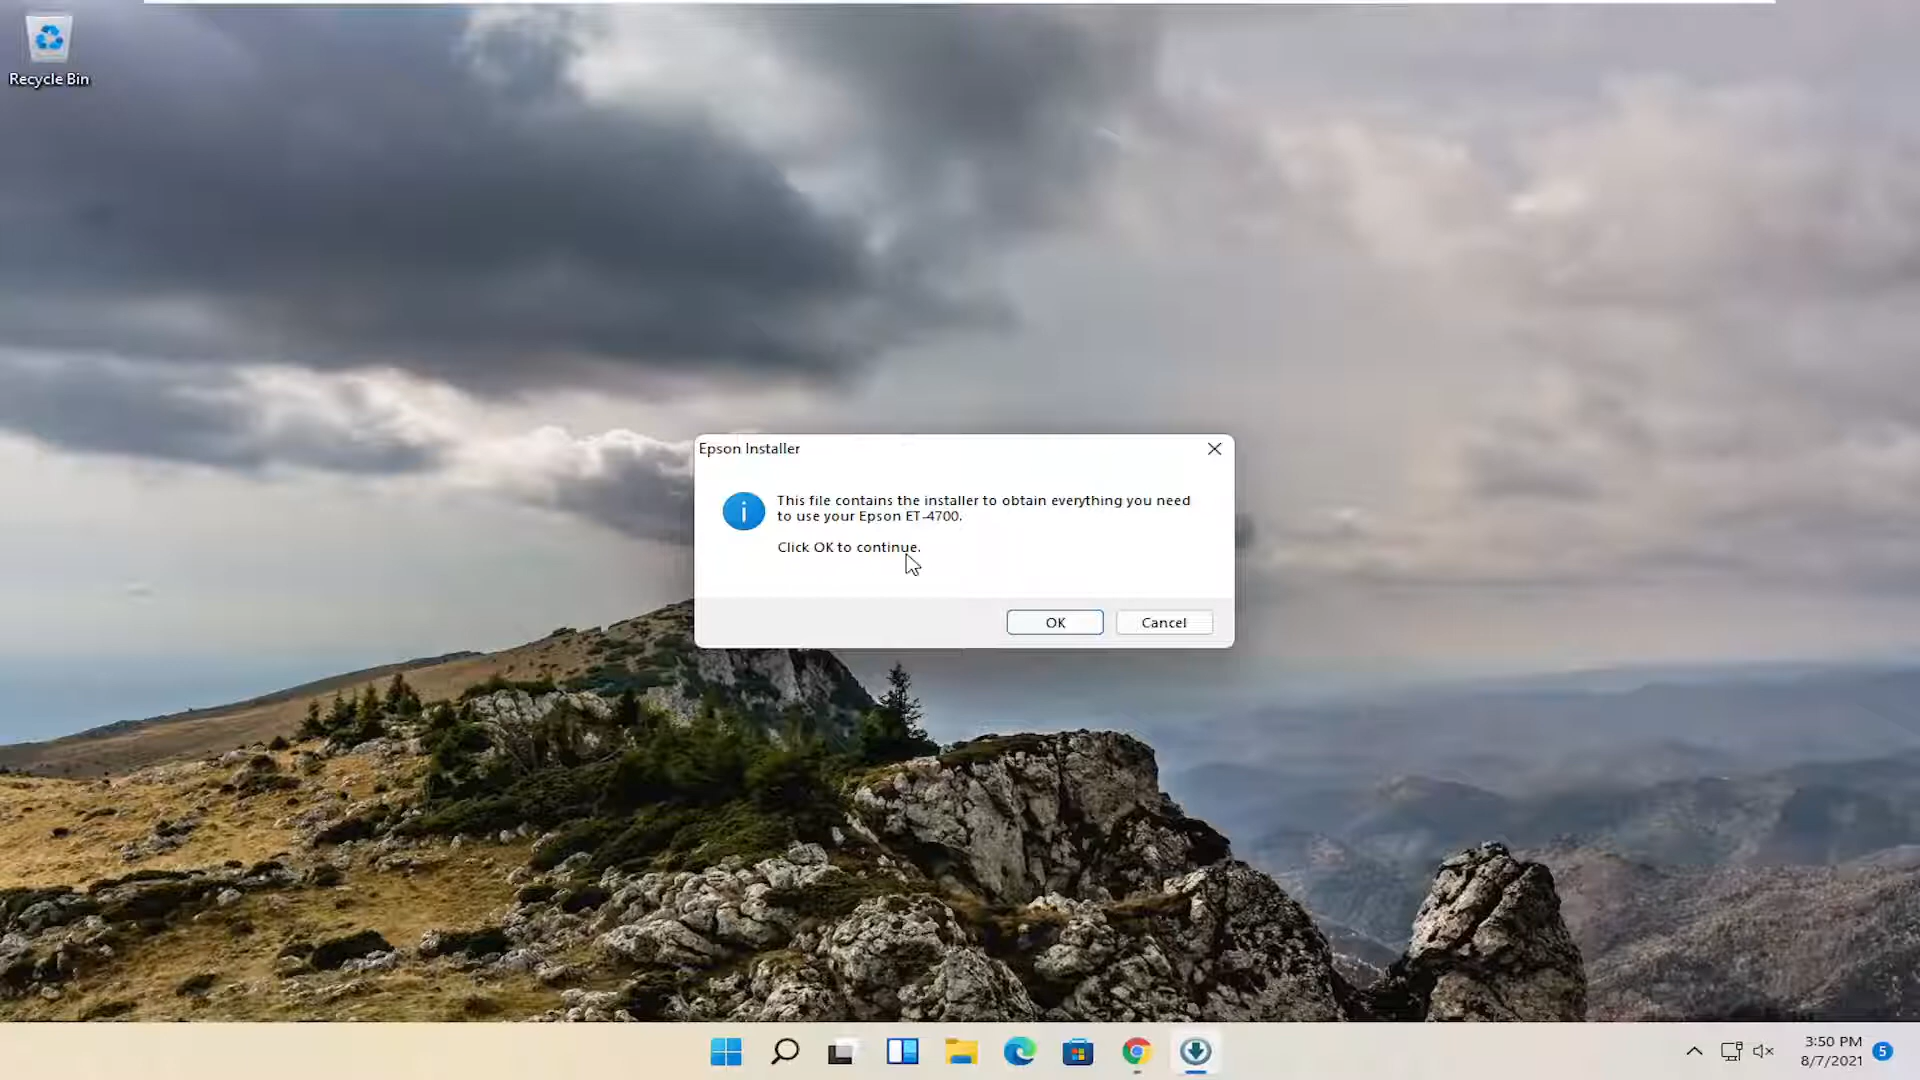 Recycle Bin
Epson Installer
This file contains the installer to obtain everything you need
to use your Epson ET-4700.
Click OK to continue.
OK
Cancel
3:50 PM
8/7/2021
5